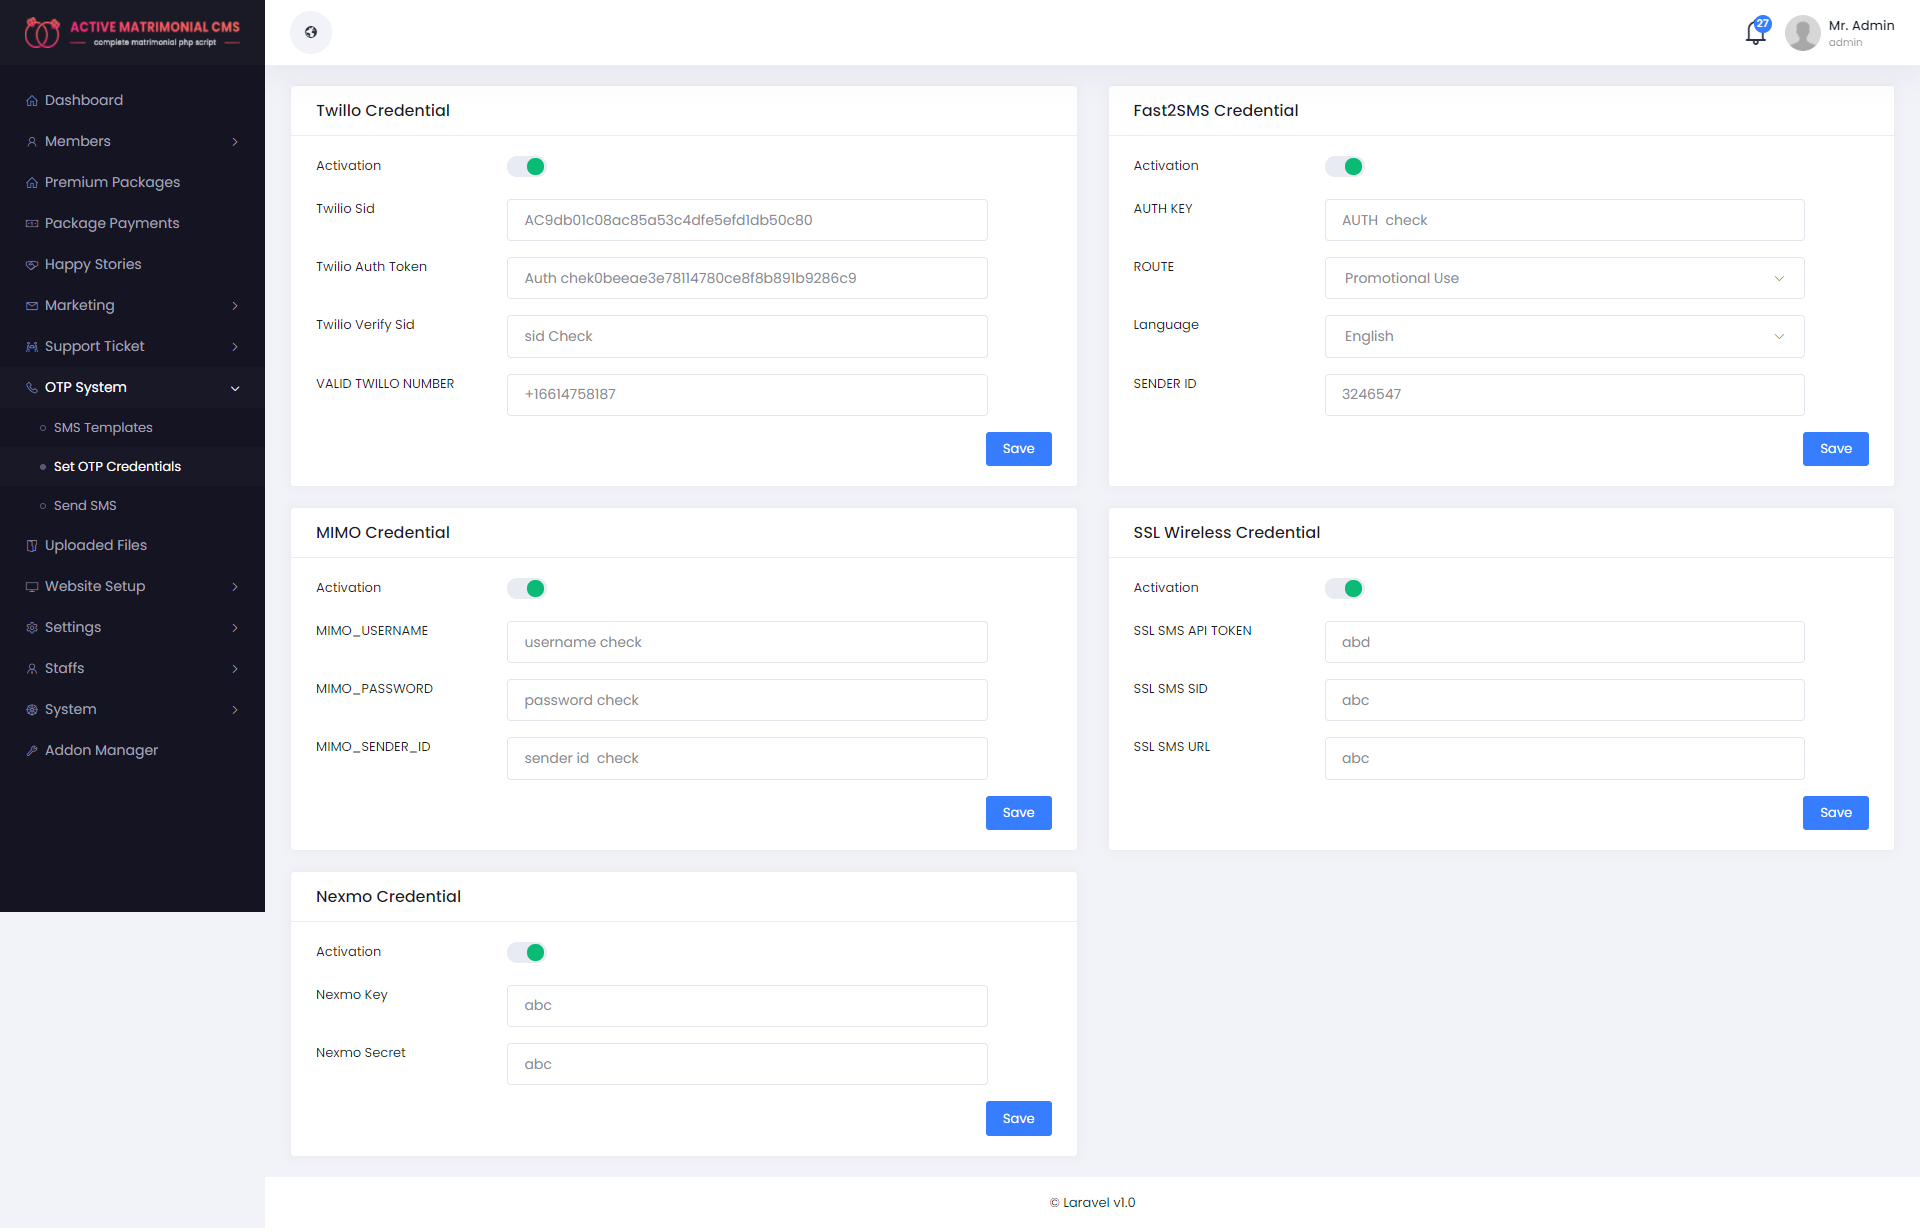 ACTIVE MATRIMONIAL CMS
complete matrimonial php script
27
Mr. Admin
admin
Dashboard
Members
Premium Packages
Package Payments
Happy Stories
Marketing
Support Ticket
OTP System
SMS Templates
Set OTP Credentials
Send SMS
Uploaded Files
Website Setup
Settings
Staffs
System
Addon Manager
Twillo Credential
Activation
Twilio Sid
AC9db01c08ac85a53c4dfe5efd1db50c80
Twilio Auth Token
Auth chek0beeae3e78114780ce8f8b891b9286c9
Twilio Verify Sid
sid Check
VALID TWILLO NUMBER
+16614758187
Save
Fast2SMS Credential
Activation
AUTH KEY
AUTH  check
ROUTE
Promotional Use
Language
English
SENDER ID
3246547
Save
MIMO Credential
Activation
MIMO_USERNAME
username check
MIMO_PASSWORD
password check
MIMO_SENDER_ID
sender id  check
Save
SSL Wireless Credential
Activation
SSL SMS API TOKEN
abd
SSL SMS SID
abc
SSL SMS URL
abc
Save
Nexmo Credential
Activation
Nexmo Key
abc
Nexmo Secret
abc
Save
© Laravel v1.0